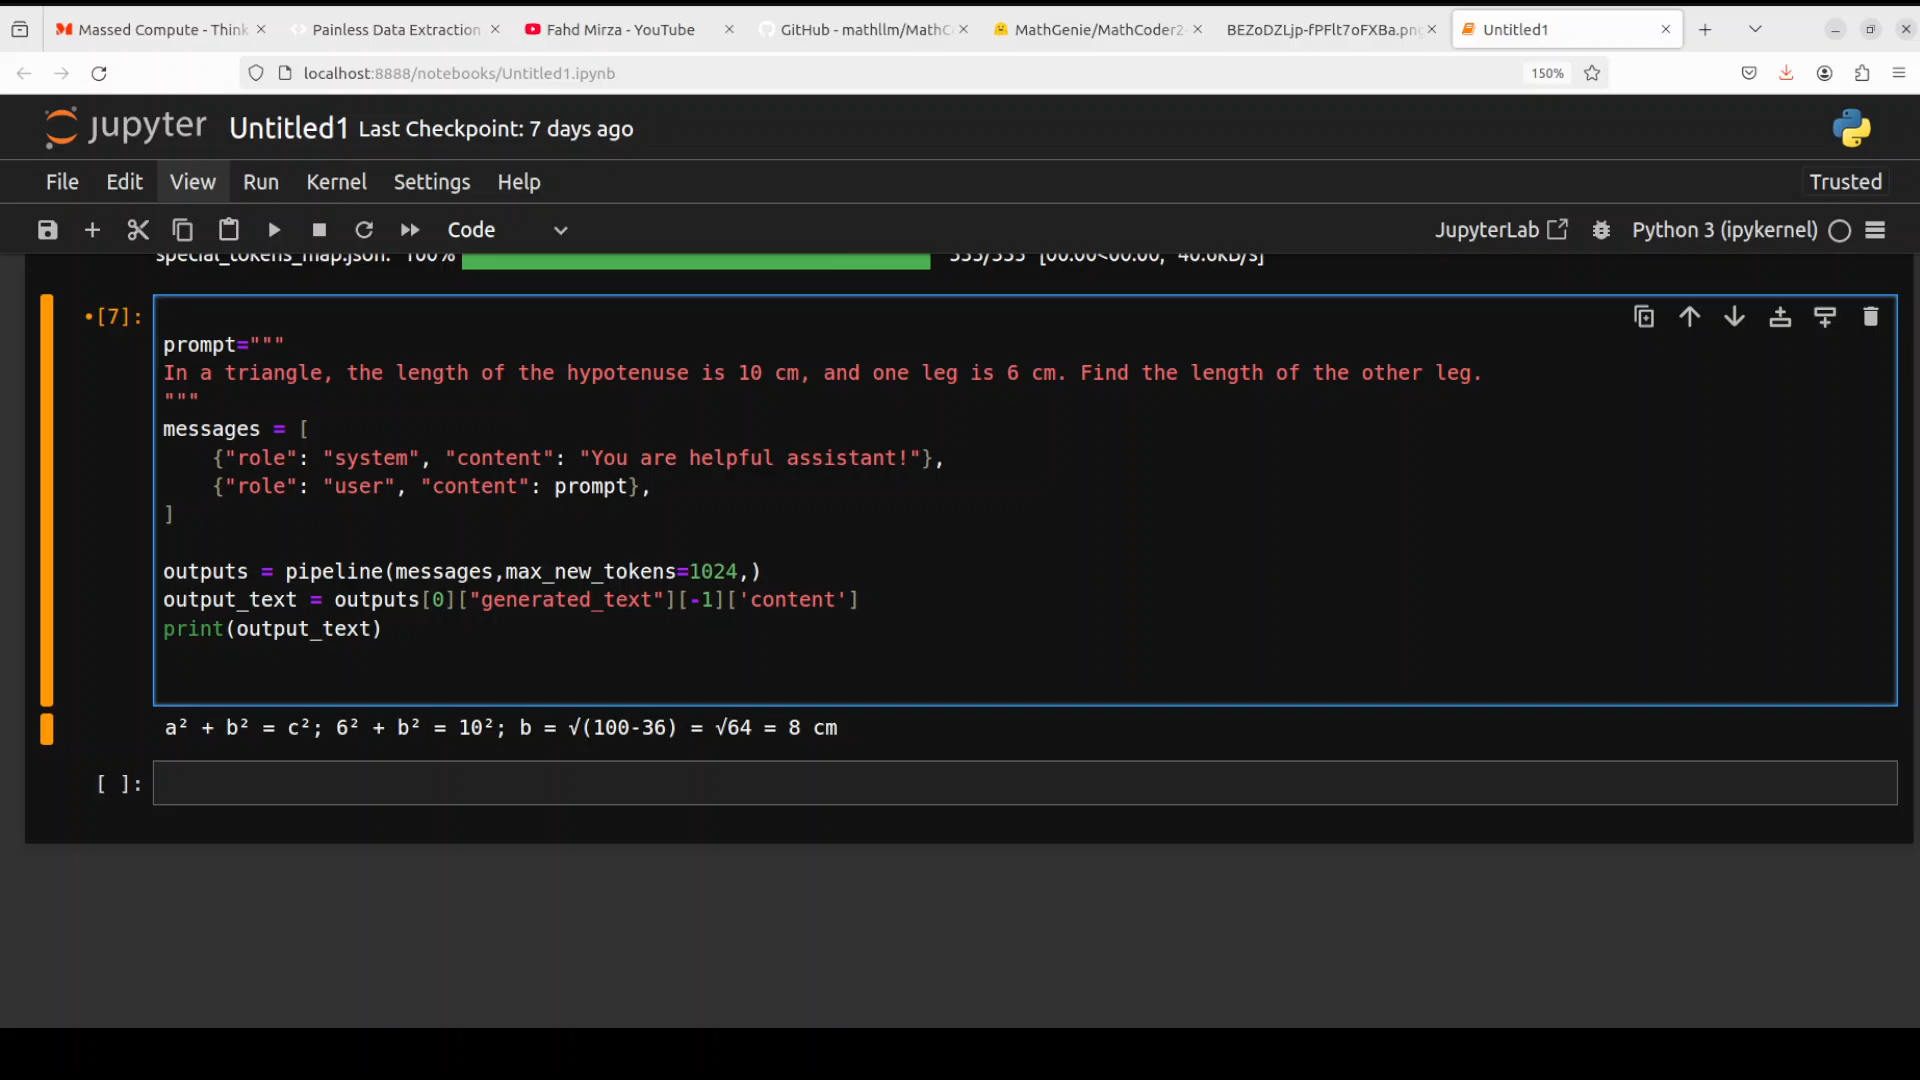 Massed Compute - Think
Painless Data Extraction
Fahd Mirza - YouTube
GitHub - mathllm/MathC
MathGenie/MathCoder2-
BEZoDZLjp-fPFlt7oFXBa.png
Untitled1
localhost:8888/notebooks/Untitled1.ipynb
150%
jupyter Untitled1 Last Checkpoint: 7 days ago
File Edit View Run Kernel Settings Help Trusted
Code JupyterLab Python 3 (ipykernel)
special_tokens_map.json: 100% [00:00<00:00, 40.6kB/s]
•[7]:
prompt="""
In a triangle, the length of the hypotenuse is 10 cm, and one leg is 6 cm. Find the length of the other leg.
"""
messages = [
{"role": "system", "content": "You are helpful assistant!"},
{"role": "user", "content": prompt},
]
outputs = pipeline(messages,max_new_tokens=1024,)
output_text = outputs[0]["generated_text"][-1]['content']
print(output_text)
a² + b² = c²; 6² + b² = 10²; b = √(100-36) = √64 = 8 cm
[ ]: